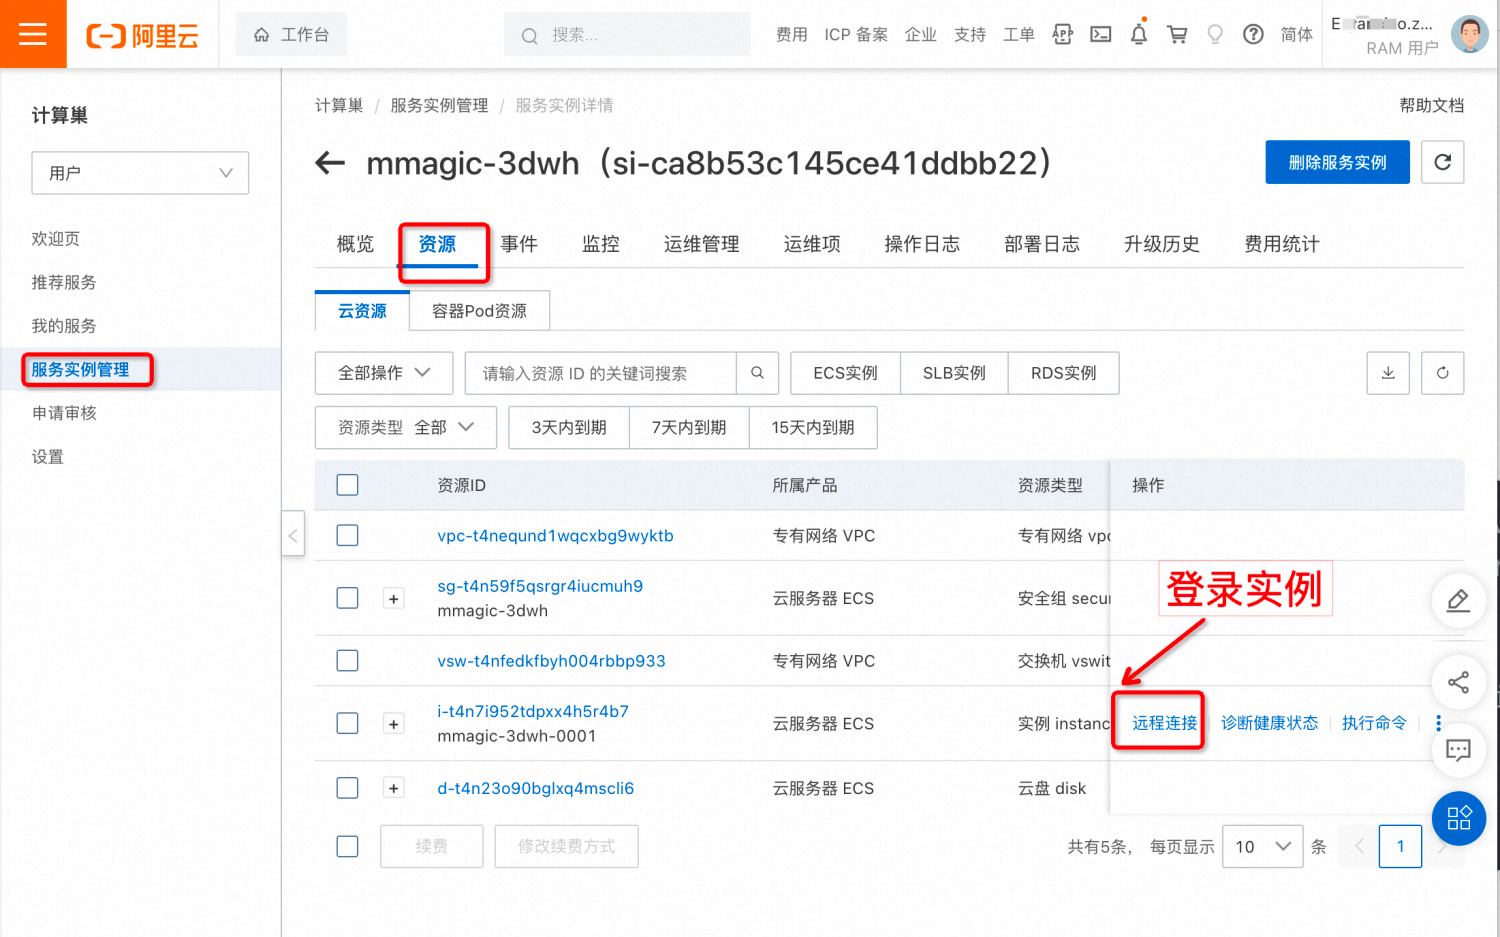 阿里云
工作台
搜索...
费用 ICP 备案 企业 支持 工单 简体
RAM 用户
计算巢
用户
欢迎页
推荐服务
我的服务
服务实例管理
申请审核
设置
计算巢 / 服务实例管理 / 服务实例详情
帮助文档
mmagic-3dwh（si-ca8b53c145ce41ddbb22）
删除服务实例
概览 资源 事件 监控 运维管理 运维项 操作日志 部署日志 升级历史 费用统计
云资源 容器Pod资源
全部操作 请输入资源 ID 的关键词搜索 ECS实例 SLB实例 RDS实例
资源类型 全部 3天内到期 7天内到期 15天内到期
资源ID 所属产品 资源类型 操作
vpc-t4neqund1wqcxbg9wyktb 专有网络 VPC 专有网络 vpc
登录实例
sg-t4n59f5qsrgr4iucmuh9
mmagic-3dwh
云服务器 ECS 安全组 secur
vsw-t4nfedkfbyh004rbbp933 专有网络 VPC 交换机 vswit
i-t4n7i952tdpxx4h5r4b7
mmagic-3dwh-0001
云服务器 ECS 实例 instanc 远程连接 诊断健康状态 执行命令
d-t4n23o90bglxq4mscli6 云服务器 ECS 云盘 disk
续费 修改续费方式 共有5条， 每页显示 10 条 1